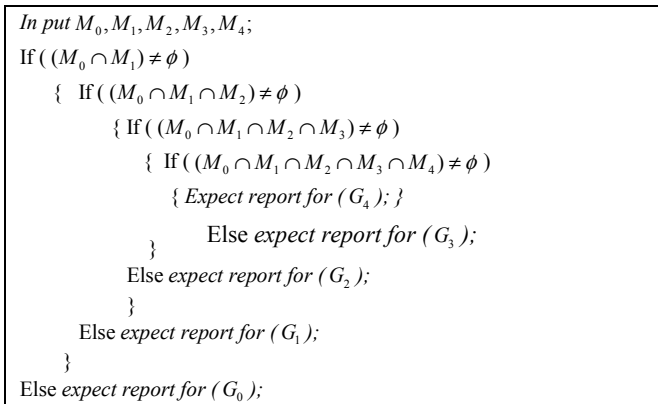 In put M₀, M₁, M₂, M₃, M₄;
If ( (M₀ ∩ M₁) ≠ ϕ )
{ If ( (M₀ ∩ M₁ ∩ M₂) ≠ ϕ )
{ If ( (M₀ ∩ M₁ ∩ M₂ ∩ M₃) ≠ ϕ )
{ If ( (M₀ ∩ M₁ ∩ M₂ ∩ M₃ ∩ M₄) ≠ ϕ )
{ Expect report for ( G₄ ); }
} Else expect report for ( G₃ );
Else expect report for ( G₂ );
}
Else expect report for ( G₁ );
}
Else expect report for ( G₀ );